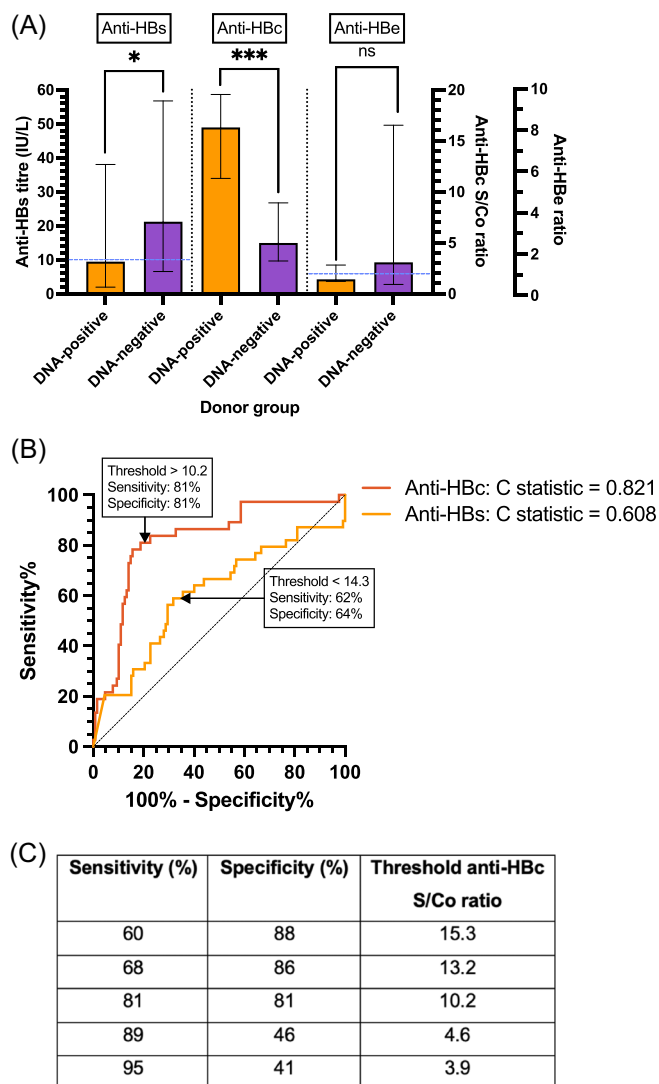 (A)
Anti-HBs Anti-HBc Anti-HBe
* *** ns
Anti-HBs titre (IU/L)
60
50
40
30
20
10
0
20
15
10
5
0
Anti-HBc S/Co ratio
10
8
6
4
2
0
Anti-HBe ratio
DNA-positive
DNA-negative
DNA-positive
DNA-negative
DNA-positive
DNA-negative
Donor group
(B)
Threshold > 10.2
Sensitivity: 81%
Specificity: 81%
Anti-HBc: C statistic = 0.821
Anti-HBs: C statistic = 0.608
Threshold < 14.3
Sensitivity: 62%
Specificity: 64%
Sensitivity%
100
80
60
40
20
0
0 20 40 60 80 100
100% - Specificity%
(C)
Sensitivity (%) Specificity (%) Threshold anti-HBc
S/Co ratio
60 88 15.3
68 86 13.2
81 81 10.2
89 46 4.6
95 41 3.9